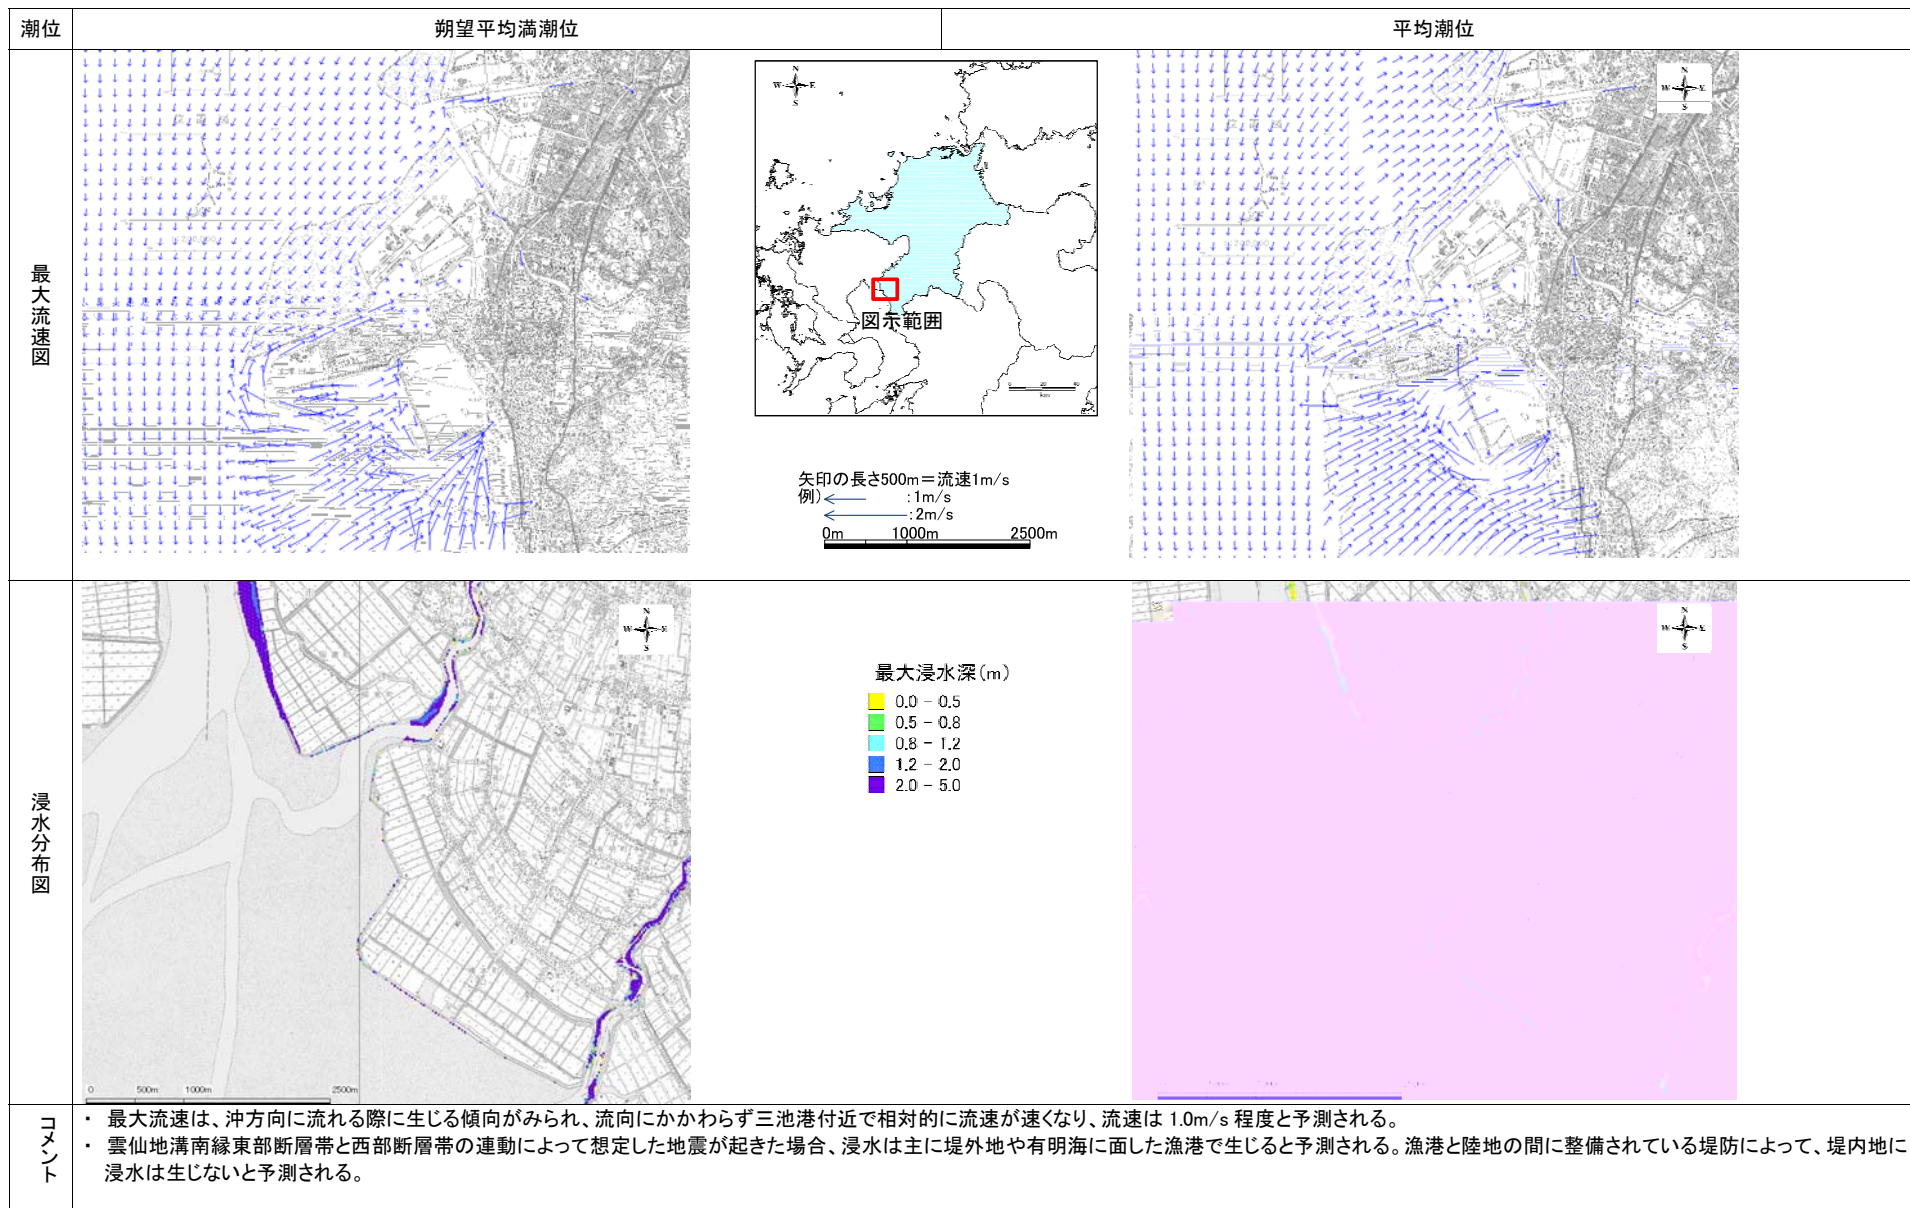 潮位
朔望平均満潮位
平均潮位
最大流速図
N
W E
S
図示範囲
0 20 40
km
N
W E
S
矢印の長さ500m＝流速1m/s
例）
:1m/s
:2m/s
0m 1000m 2500m
浸水分布図
N
W E
S
0 500m 1000m 2500m
最大浸水深(m)
0.0 - 0.5
0.5 - 0.8
0.8 - 1.2
1.2 - 2.0
2.0 - 5.0
N
W E
S
コメント
・ 最大流速は、沖方向に流れる際に生じる傾向がみられ、流向にかかわらず三池港付近で相対的に流速が速くなり、流速は 1.0m/s 程度と予測される。
・ 雲仙地溝南縁東部断層帯と西部断層帯の連動によって想定した地震が起きた場合、浸水は主に堤外地や有明海に面した漁港で生じると予測される。漁港と陸地の間に整備されている堤防によって、堤内地に
浸水は生じないと予測される。